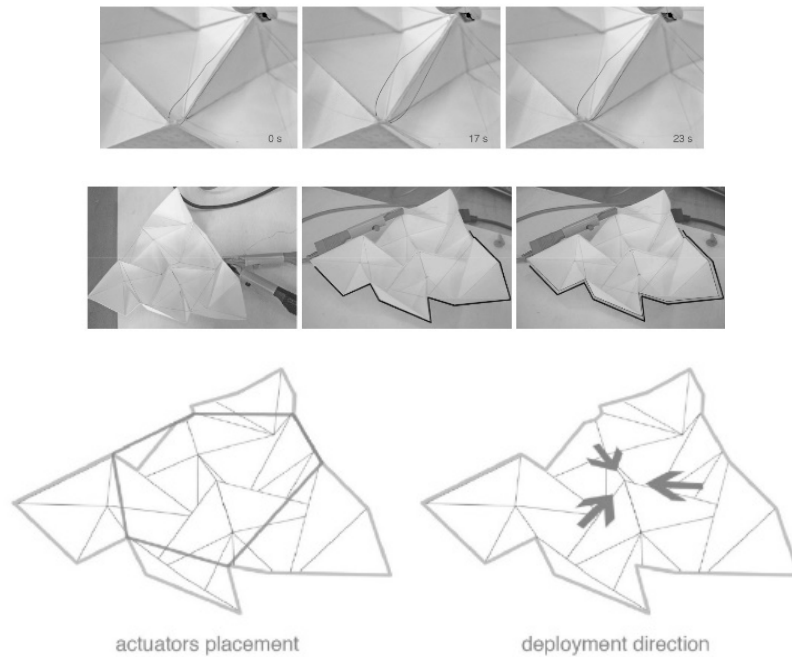 0 s
17 s
23 s
actuators placement
deployment direction